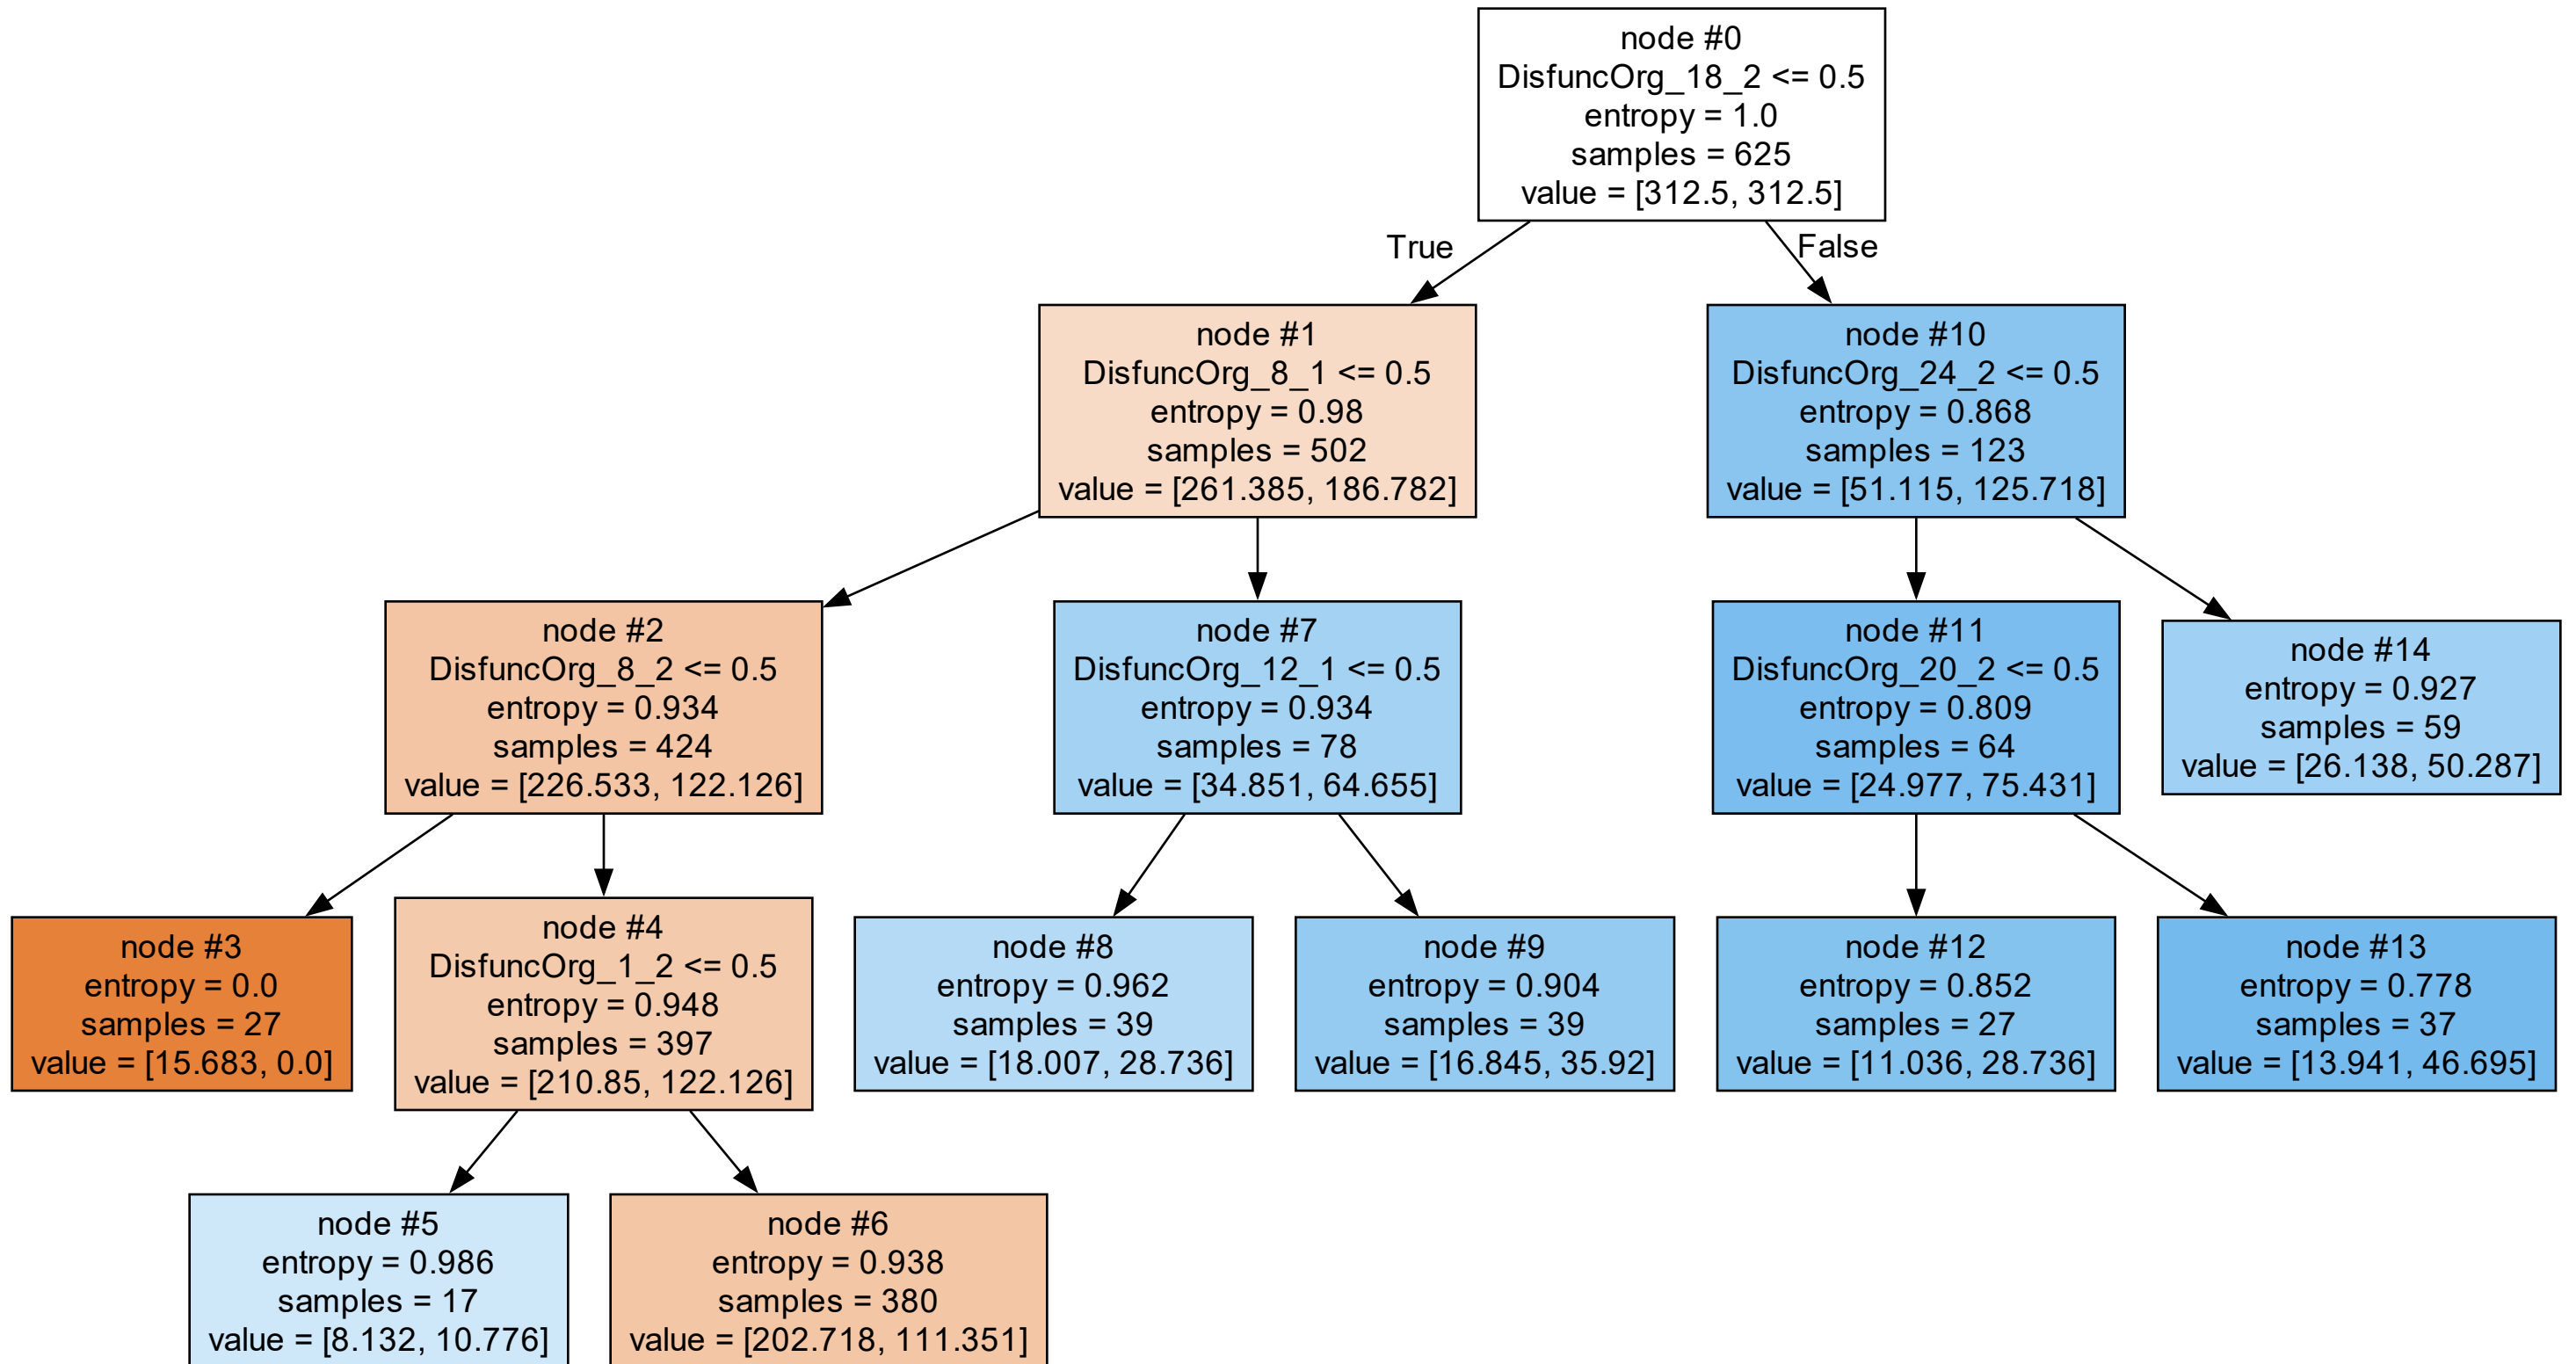 node #0
DisfuncOrg_18_2 <= 0.5
entropy = 1.0
samples = 625
value = [312.5, 312.5]
True
False
node #1
DisfuncOrg_8_1 <= 0.5
entropy = 0.98
samples = 502
value = [261.385, 186.782]
node #10
DisfuncOrg_24_2 <= 0.5
entropy = 0.868
samples = 123
value = [51.115, 125.718]
node #2
DisfuncOrg_8_2 <= 0.5
entropy = 0.934
samples = 424
value = [226.533, 122.126]
node #7
DisfuncOrg_12_1 <= 0.5
entropy = 0.934
samples = 78
value = [34.851, 64.655]
node #11
DisfuncOrg_20_2 <= 0.5
entropy = 0.809
samples = 64
value = [24.977, 75.431]
node #14
entropy = 0.927
samples = 59
value = [26.138, 50.287]
node #3
entropy = 0.0
samples = 27
value = [15.683, 0.0]
node #4
DisfuncOrg_1_2 <= 0.5
entropy = 0.948
samples = 397
value = [210.85, 122.126]
node #8
entropy = 0.962
samples = 39
value = [18.007, 28.736]
node #9
entropy = 0.904
samples = 39
value = [16.845, 35.92]
node #12
entropy = 0.852
samples = 27
value = [11.036, 28.736]
node #13
entropy = 0.778
samples = 37
value = [13.941, 46.695]
node #5
entropy = 0.986
samples = 17
value = [8.132, 10.776]
node #6
entropy = 0.938
samples = 380
value = [202.718, 111.351]